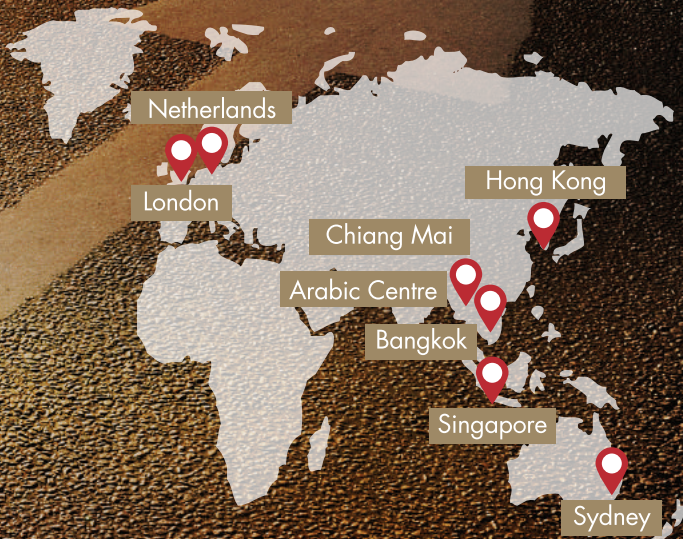 Netherlands
London
Hong Kong
Chiang Mai
Arabic Centre
Bangkok
Singapore
Sydney